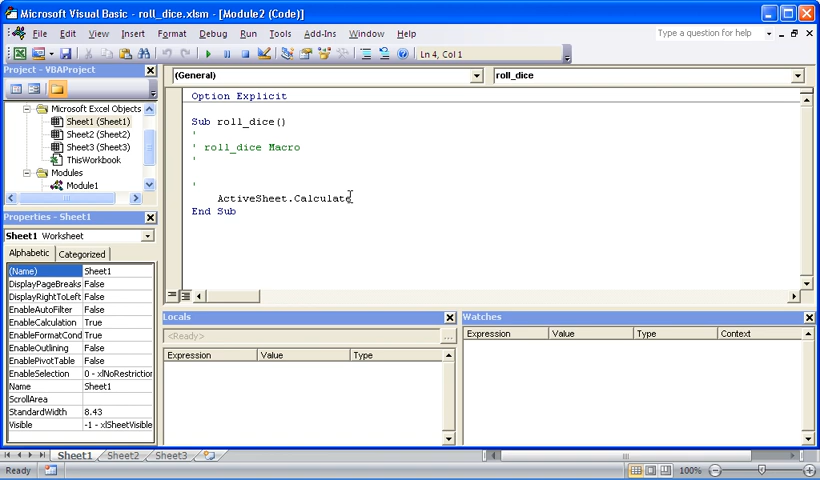 Microsoft Visual Basic - roll_dice.xlsm - [Module2 (Code)]
File Edit View Insert Format Debug Run Tools Add-Ins Window Help
Type a question for help
Ln 4, Col 1
Project - VBAProject
Microsoft Excel Objects
Sheet1 (Sheet1)
Sheet2 (Sheet2)
Sheet3 (Sheet3)
ThisWorkbook
Modules
Module1
Properties - Sheet1
Sheet1 Worksheet
Alphabetic Categorized
(Name) Sheet1
DisplayPageBreaks False
DisplayRightToLeft False
EnableAutoFilter False
EnableCalculation True
EnableFormatCond True
EnableOutlining False
EnablePivotTable False
EnableSelection 0 - xlNoRestriction
Name Sheet1
ScrollArea
StandardWidth 8.43
Visible -1 - xlSheetVisible
(General) roll_dice
Option Explicit
Sub roll_dice()
'
' roll_dice Macro
'
'
ActiveSheet.Calculate
End Sub
Locals
<Ready>
...
Expression Value Type
Watches
Expression Value Type Context
Sheet1 Sheet2 Sheet3
Ready
100%